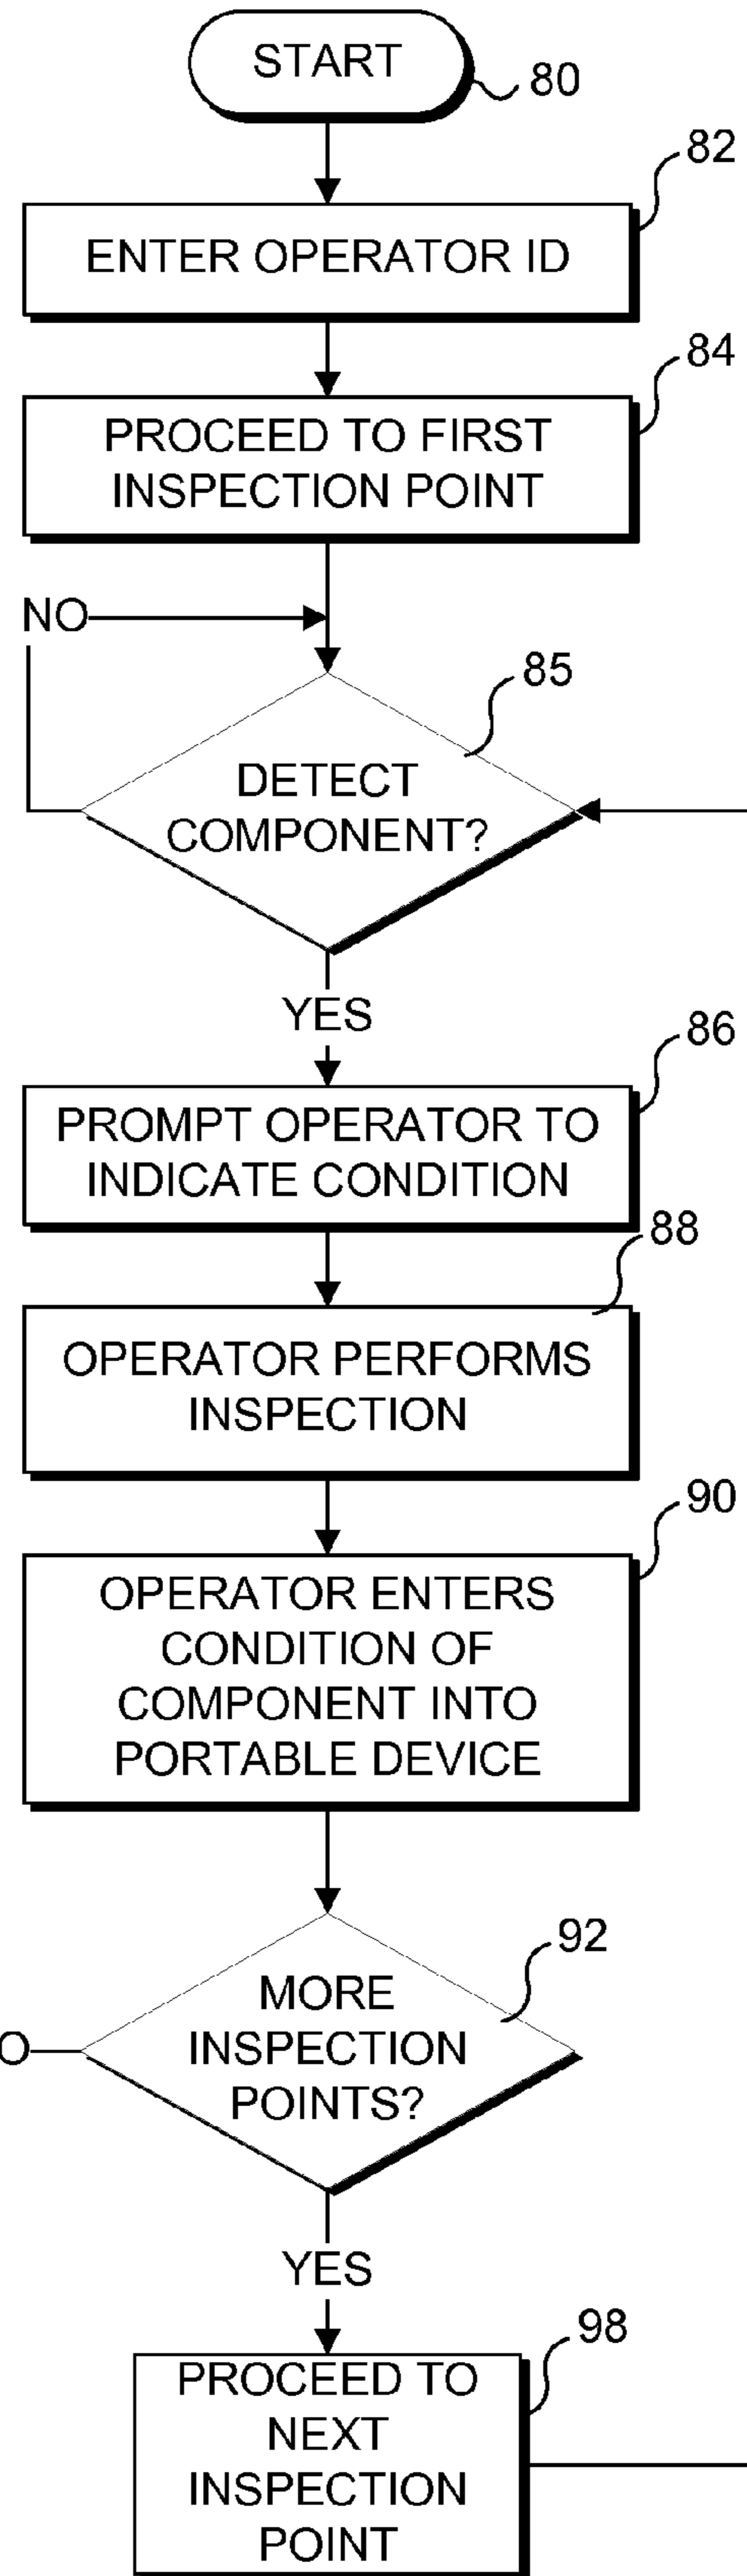 START
80
82
ENTER OPERATOR ID
84
PROCEED TO FIRST
INSPECTION POINT
NO
85
DETECT
COMPONENT?
YES
86
PROMPT OPERATOR TO
INDICATE CONDITION
88
OPERATOR PERFORMS
INSPECTION
90
OPERATOR ENTERS
CONDITION OF
COMPONENT INTO
PORTABLE DEVICE
92
MORE
INSPECTION
POINTS?
O
YES
98
PROCEED TO
NEXT
INSPECTION
POINT